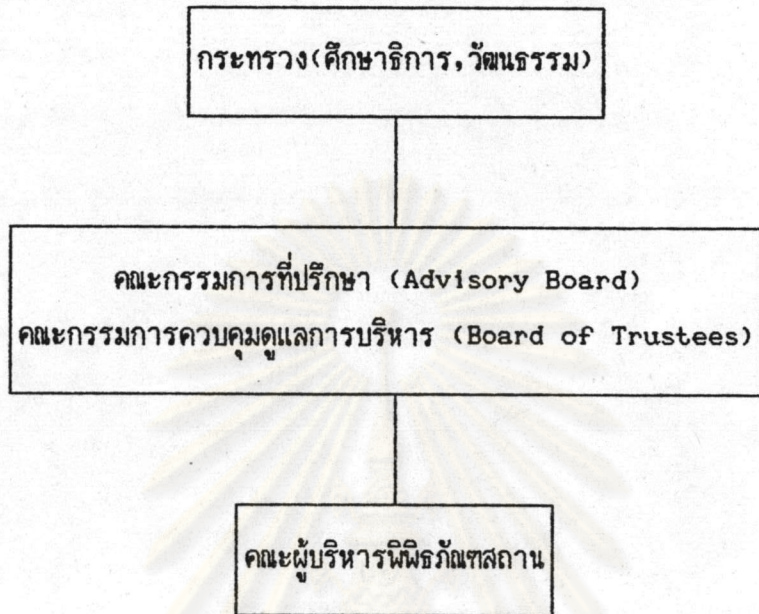 กระทรวง(ศึกษาธิการ,วัฒนธรรม)
คณะกรรมการที่ปรึกษา (Advisory Board)
คณะกรรมการควบคุมดูแลการบริหาร (Board of Trustees)
คณะผู้บริหารพิพิธภัณฑสถาน